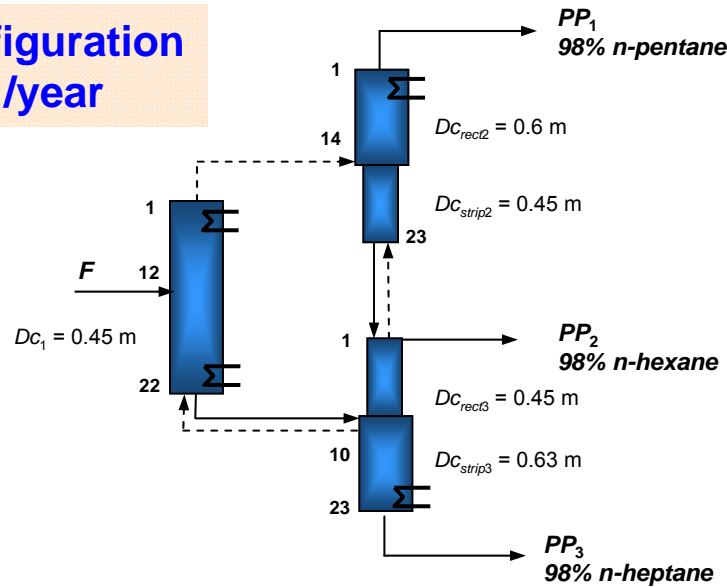 figuration
/year
PP1
98% n-pentane
1
14
Dcrect2 = 0.6 m
Dcstrip2 = 0.45 m
23
1
F
12
Dc1 = 0.45 m
22
1
PP2
98% n-hexane
Dcrect3 = 0.45 m
10
Dcstrip3 = 0.63 m
23
PP3
98% n-heptane